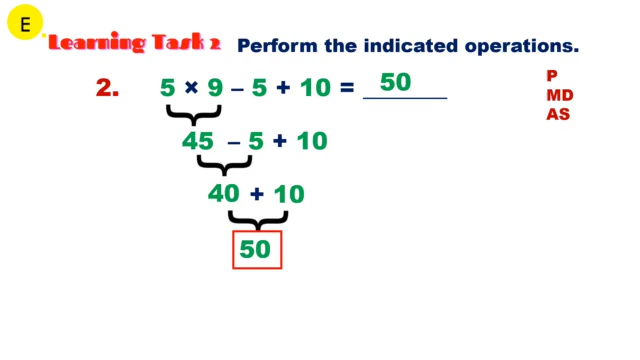 E
Learning Task 2 Perform the indicated operations.
2. 5 × 9 – 5 + 10 = 50
P
MD
AS
45 – 5 + 10
40 + 10
50